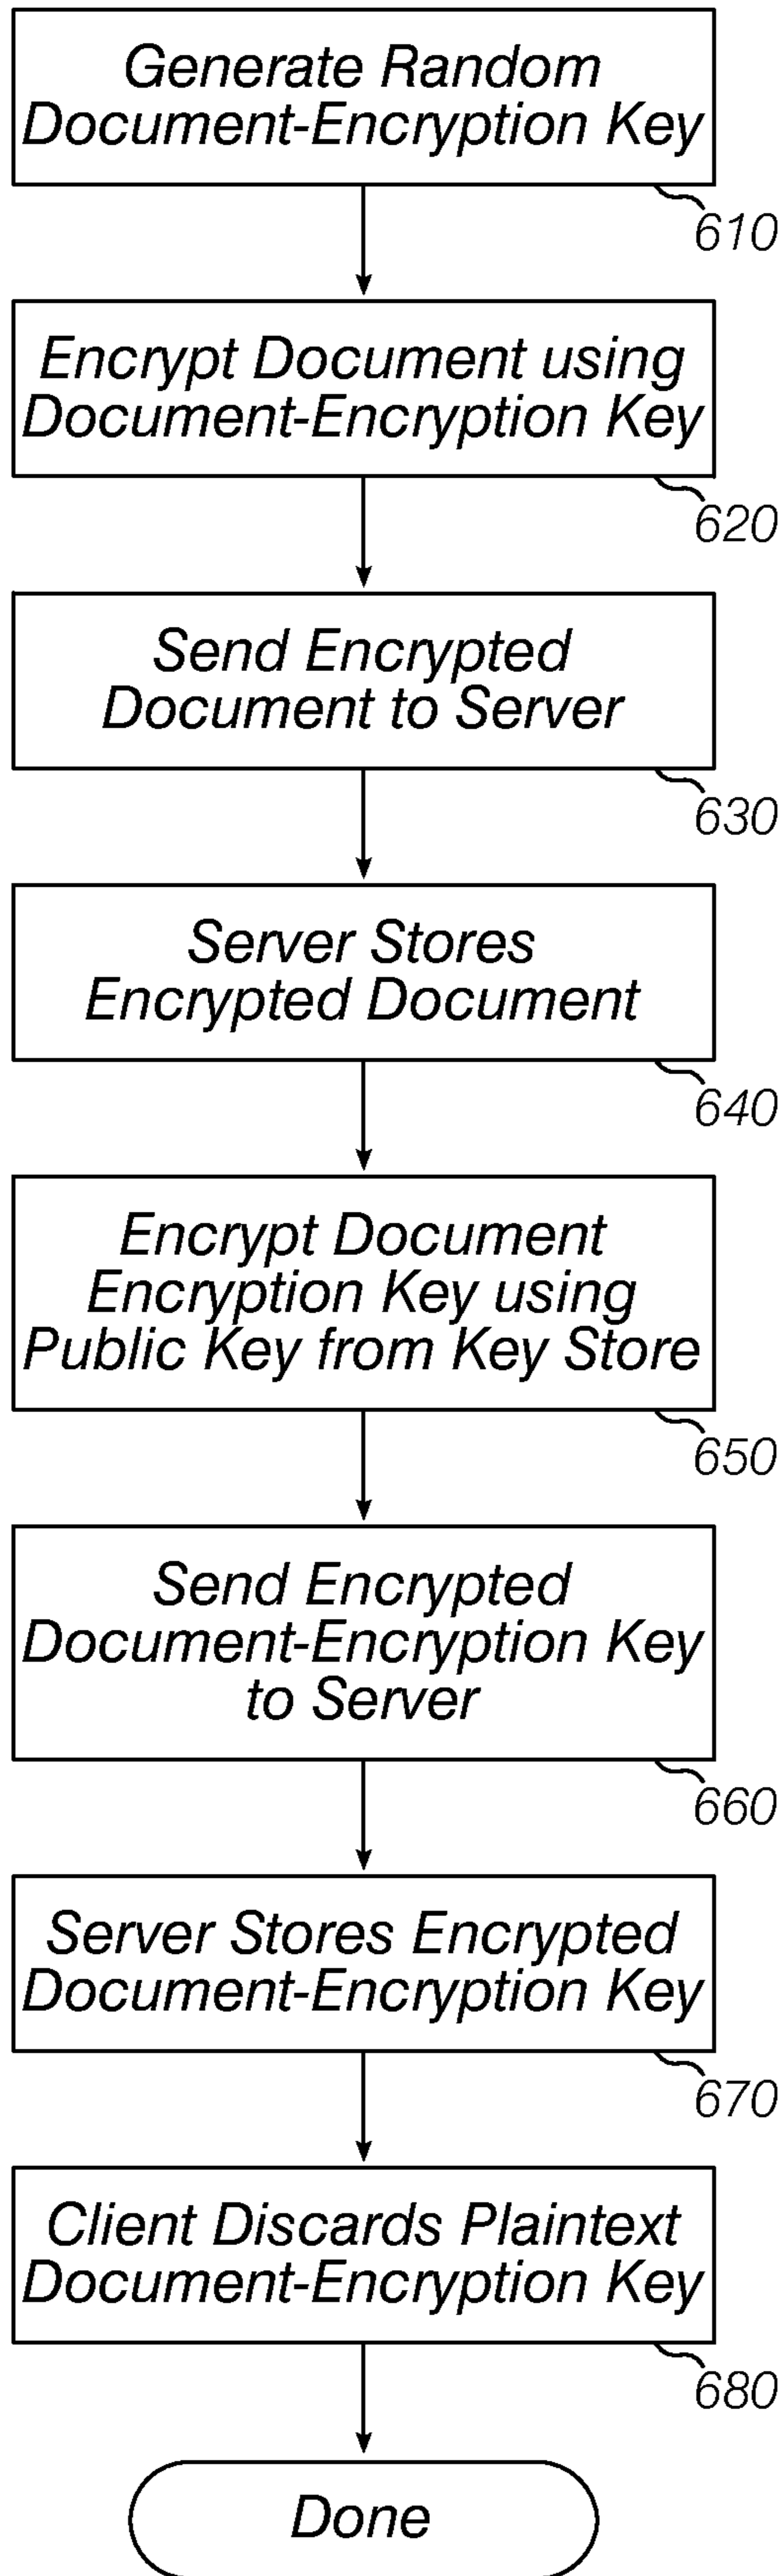 Generate Random
Document-Encryption Key
610
Encrypt Document using
Document-Encryption Key
620
Send Encrypted
Document to Server
630
Server Stores
Encrypted Document
640
Encrypt Document
Encryption Key using
Public Key from Key Store
650
Send Encrypted
Document-Encryption Key
to Server
660
Server Stores Encrypted
Document-Encryption Key
670
Client Discards Plaintext
Document-Encryption Key
680
Done